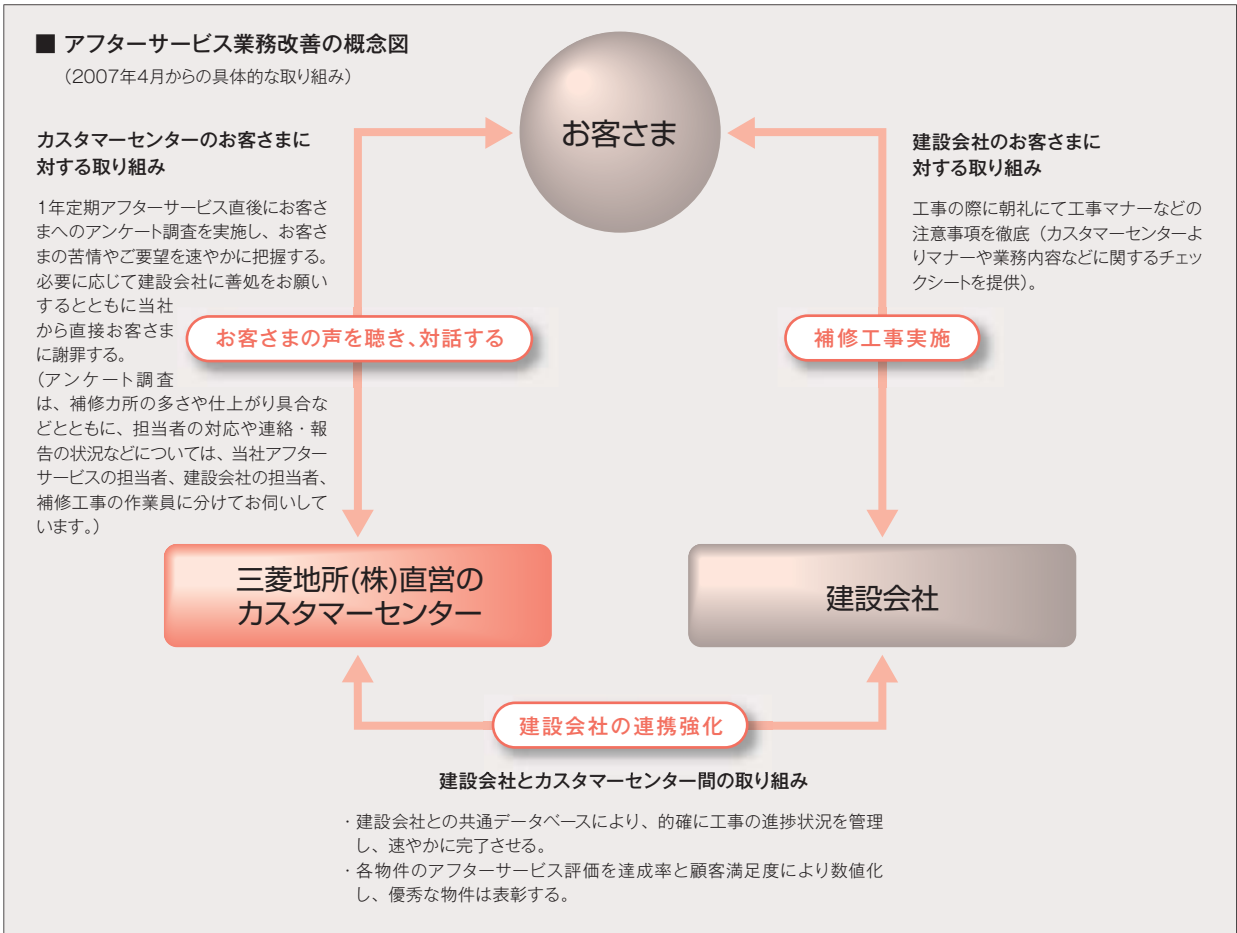 ■ アフターサービス業務改善の概念図
(2007年4月からの具体的な取り組み)
お客さま
カスタマーセンターのお客さまに
対する取り組み
1年定期アフターサービス直後にお客さ
まへのアンケート調査を実施し、お客さ
まの苦情やご要望を速やかに把握する。
必要に応じて建設会社に善処をお願い
するとともに当社
から直接お客さま
に謝罪する。
(アンケート調査
は、補修カ所の多さや仕上がり具合な
どとともに、担当者の対応や連絡・報
告の状況などについては、当社アフター
サービスの担当者、建設会社の担当者、
補修工事の作業員に分けてお伺いして
います。)
お客さまの声を聴き、対話する
建設会社のお客さまに
対する取り組み
工事の際に朝礼にて工事マナーなどの
注意事項を徹底(カスタマーセンターよ
りマナーや業務内容などに関するチェッ
クシートを提供)。
補修工事実施
三菱地所(株)直営の
カスタマーセンター
建設会社
建設会社の連携強化
建設会社とカスタマーセンター間の取り組み
・建設会社との共通データベースにより、的確に工事の進捗状況を管理
し、速やかに完了させる。
・各物件のアフターサービス評価を達成率と顧客満足度により数値化
し、優秀な物件は表彰する。